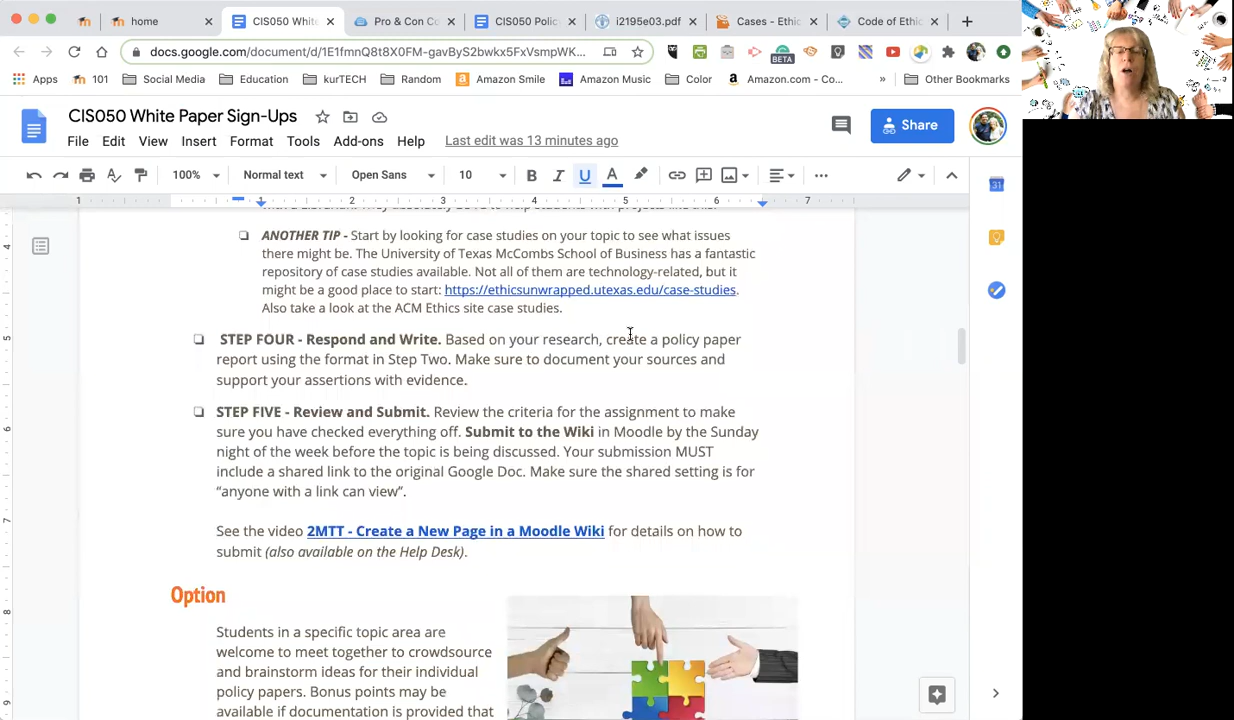 home
CIS050 Whit
Pro & Con Co
CIS050 Polic
i2195e03.pdf
Cases - Ethic
Code of Ethic
docs.google.com/document/d/1E1fmnQ8t8X0FM-gavByS2bwkx5FxVsmpWK...
BETA
Apps
101
Social Media
Education
kurTECH
Random
Amazon Smile
Amazon Music
Color
Amazon.com - Co...
»
Other Bookmarks
CIS050 White Paper Sign-Ups
Share
File Edit View Insert Format Tools Add-ons Help Last edit was 13 minutes ago
100% Normal text Open Sans 10 B I U A
1 1 2 3 4 5 6 7
31
❏ ANOTHER TIP - Start by looking for case studies on your topic to see what issues
there might be. The University of Texas McCombs School of Business has a fantastic
repository of case studies available. Not all of them are technology-related, but it
might be a good place to start: https://ethicsunwrapped.utexas.edu/case-studies.
Also take a look at the ACM Ethics site case studies.
❏ STEP FOUR - Respond and Write. Based on your research, create a policy paper
report using the format in Step Two. Make sure to document your sources and
support your assertions with evidence.
❏ STEP FIVE - Review and Submit. Review the criteria for the assignment to make
sure you have checked everything off. Submit to the Wiki in Moodle by the Sunday
night of the week before the topic is being discussed. Your submission MUST
include a shared link to the original Google Doc. Make sure the shared setting is for
“anyone with a link can view”.
See the video 2MTT - Create a New Page in a Moodle Wiki for details on how to
submit (also available on the Help Desk).
Option
Students in a specific topic area are
welcome to meet together to crowdsource
and brainstorm ideas for their individual
policy papers. Bonus points may be
available if documentation is provided that